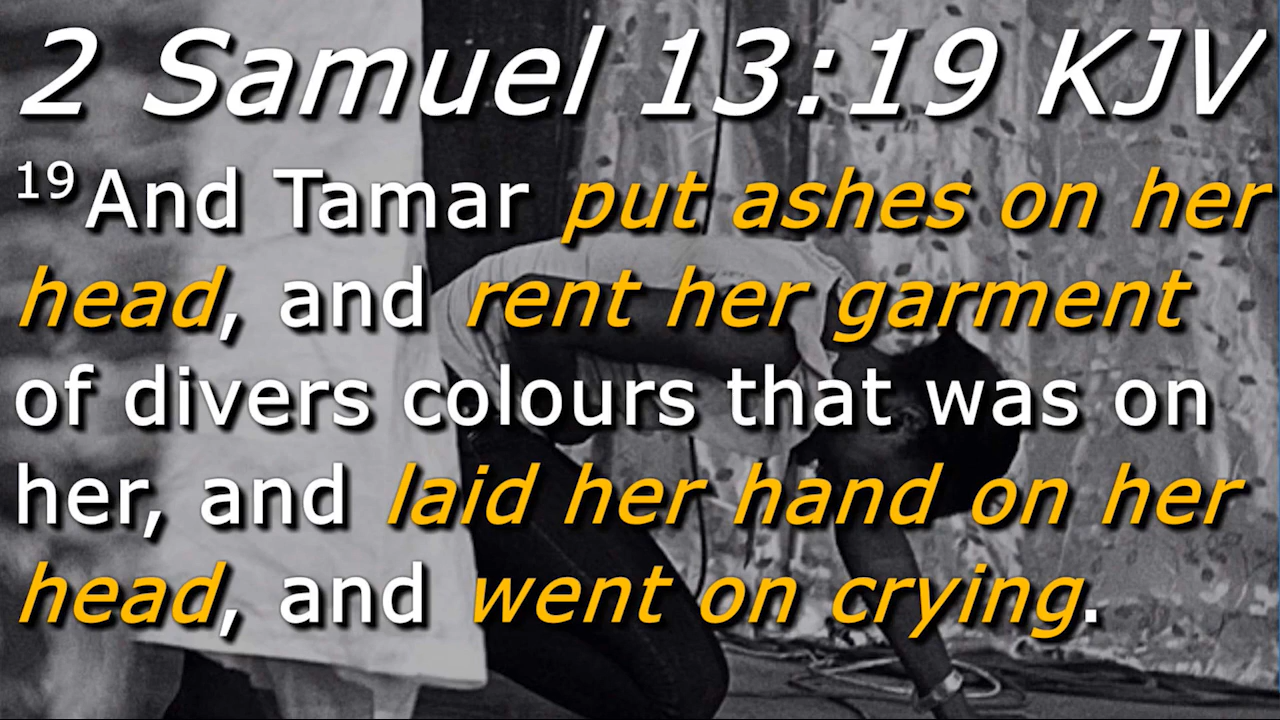 2 Samuel 13:19 KJV
19 And Tamar put ashes on her
head, and rent her garment
of divers colours that was on
her, and laid her hand on her
head, and went on crying.